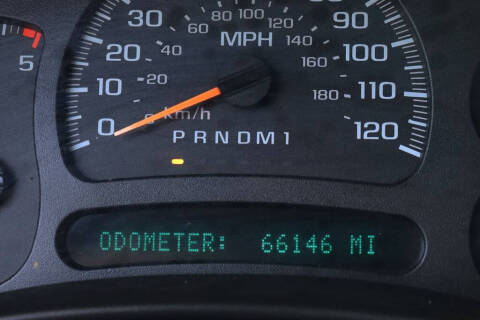 30 60 80 100 120 90
20 40 MPH 140 100
5 10 20 160 110
0 0 km/h 180 120
PRNDM1
ODOMETER: 66146 MI